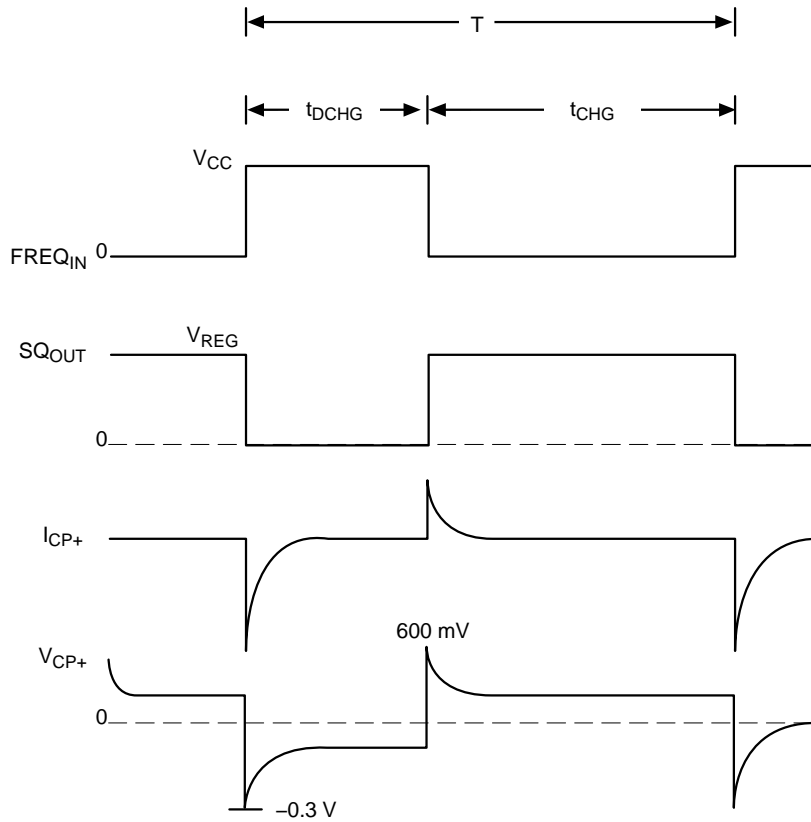 T
tDCHG
tCHG
VCC
0
FREQIN
VREG
SQOUT
0
ICP+
600 mV
VCP+
0
−0.3 V